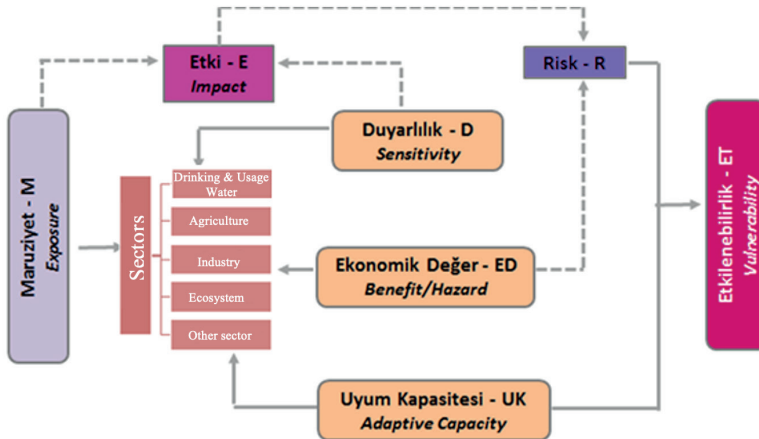 Etki - E
Impact
Risk - R
Duyarlılık - D
Sensitivity
Maruziyet - M
Exposure
Sectors
Drinking & Usage
Water
Agriculture
Industry
Ecosystem
Other sector
Ekonomik Değer - ED
Benefit/Hazard
Uyum Kapasitesi - UK
Adaptive Capacity
Etkilenebilirlik - ET
Vulnerability